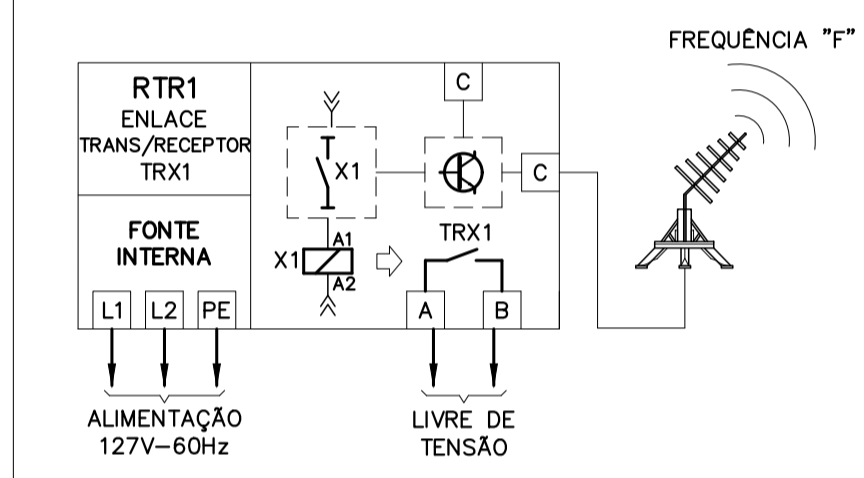 FREQUÊNCIA ”F”
RTR1
ENLACE
TRANS/RECEPTOR
TRX1
C
X1
C
FONTE
INTERNA
X1
A1
A2
TRX1
L1 L2 PE
A B
ALIMENTAÇÃO
127V–60Hz
LIVRE DE
TENSÃO